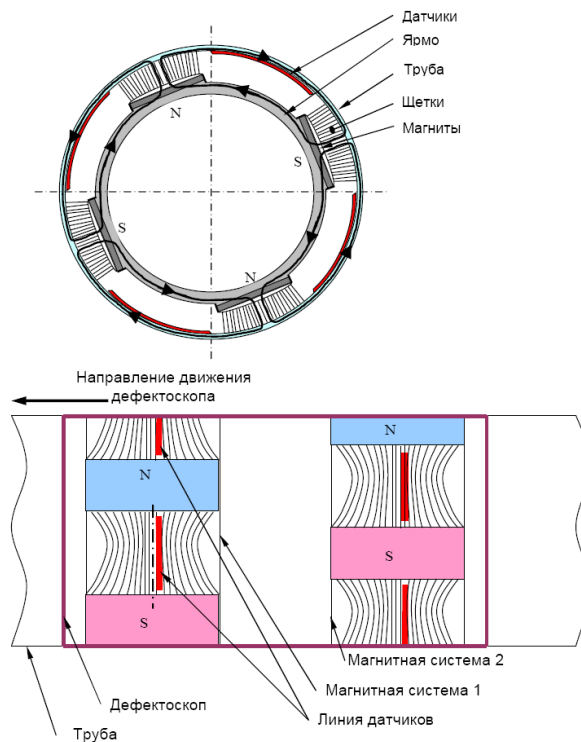 Датчики
Ярмо
Труба
Щетки
Магниты
N
S
S
N
Направление движения
дефектоскопа
N
N
S
S
Магнитная система 2
Магнитная система 1
Дефектоскоп
Линия датчиков
Труба